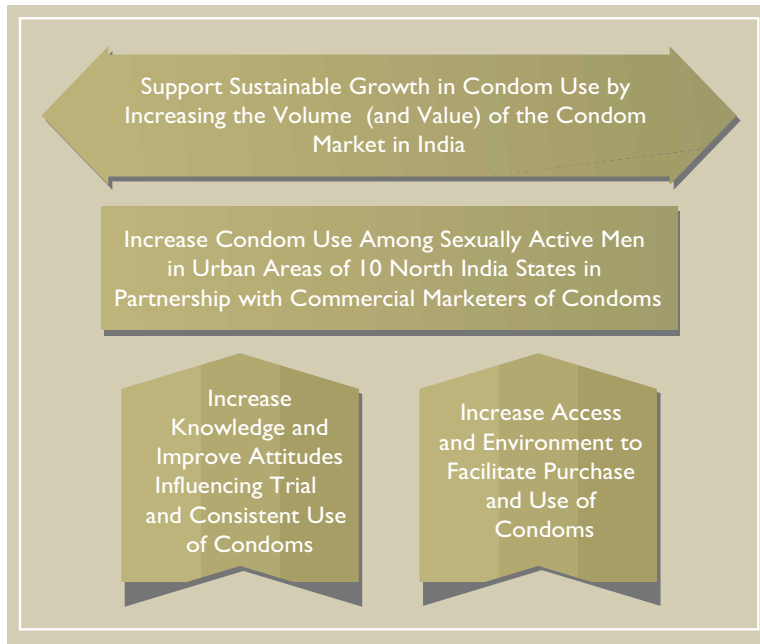 Support Sustainable Growth in Condom Use by
Increasing the Volume (and Value) of the Condom
Market in India
Increase Condom Use Among Sexually Active Men
in Urban Areas of 10 North India States in
Partnership with Commercial Marketers of Condoms
Increase
Knowledge and
Improve Attitudes
Influencing Trial
and Consistent Use
of Condoms
Increase Access
and Environment to
Facilitate Purchase
and Use of
Condoms